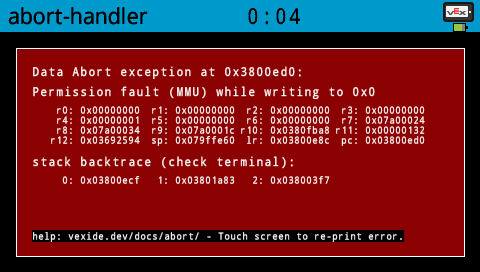 abort-handler 0:04 VEX
Data Abort exception at 0x3800ed0:
Permission fault (MMU) while writing to 0x0
r0: 0x00000000 r1: 0x00000000 r2: 0x00000000 r3: 0x00000000
r4: 0x00000001 r5: 0x00000000 r6: 0x00000000 r7: 0x07a00024
r8: 0x07a00034 r9: 0x07a0001c r10: 0x0380fba8 r11: 0x00000132
r12: 0x03692594 sp: 0x079ffe60 lr: 0x03800e8c pc: 0x03800ed0
stack backtrace (check terminal):
0: 0x03800ecf 1: 0x03801a83 2: 0x038003f7
help: vexide.dev/docs/abort/ - Touch screen to re-print error.